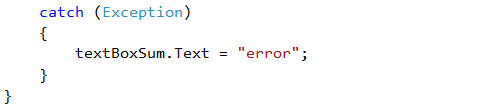 catch (Exception)
{
textBoxSum.Text = "error";
}
}